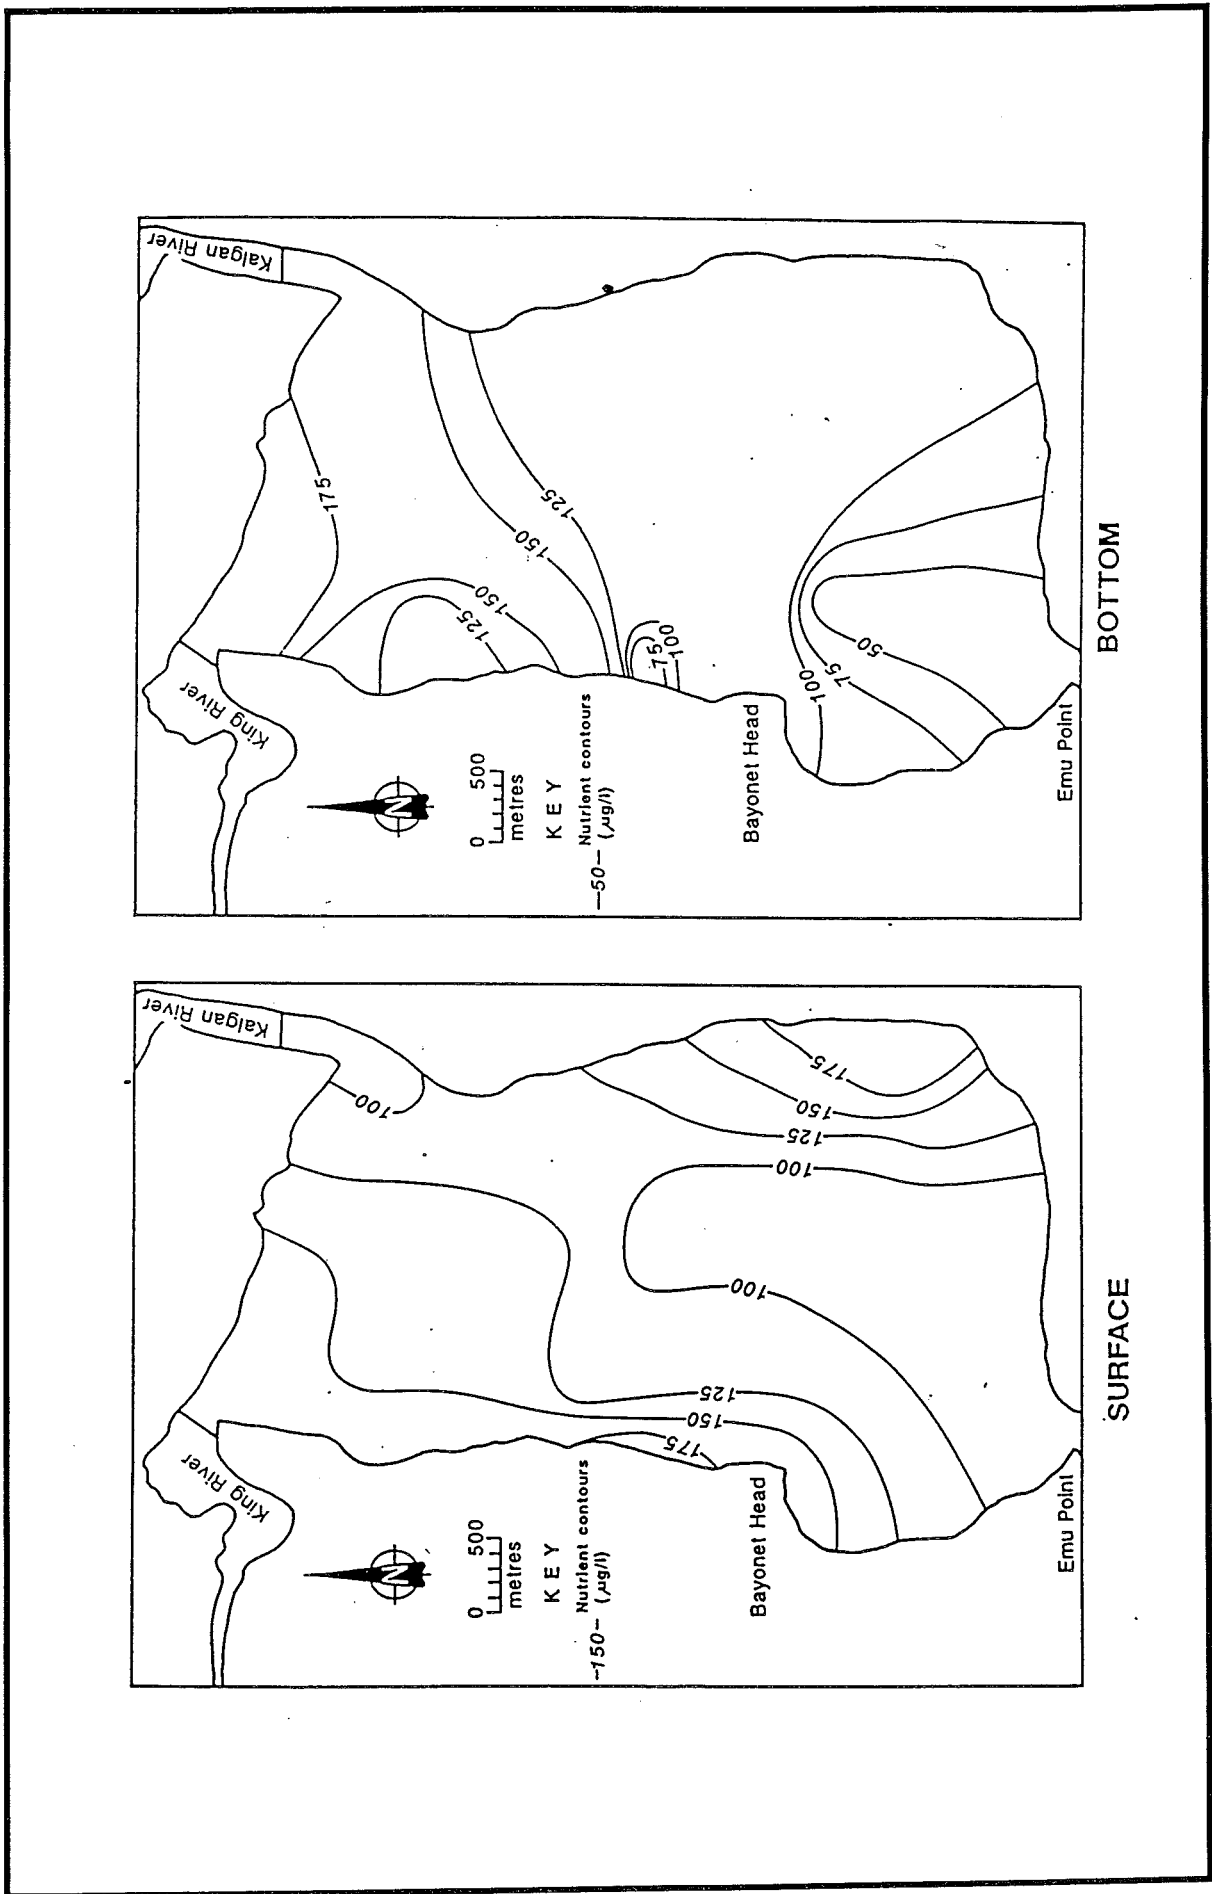 Kalgan River
King River
175
150
125
150
125
100
75
100
75
50
N
0 500
metres
KEY
Nutrient contours
—50— (µg/l)
Bayonet Head
Emu Point
BOTTOM
Kalgan River
King River
100
175
150
125
100
100
125
150
175
N
0 500
metres
KEY
Nutrient contours
—150— (µg/l)
Bayonet Head
Emu Point
SURFACE